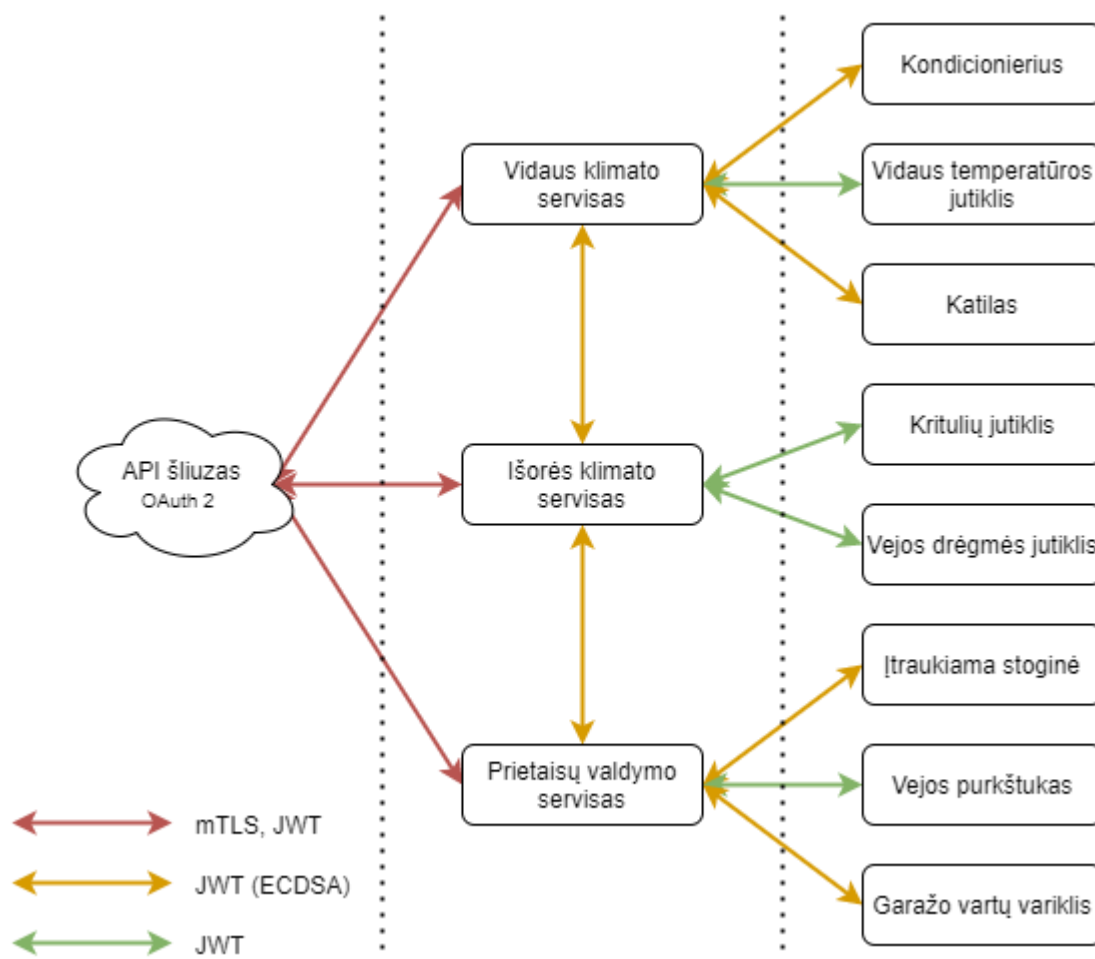 Kondicionierius
Vidaus klimato
servisas
Vidaus temperatūros
jutiklis
Katilas
API šliuzas
OAuth 2
Išorės klimato
servisas
Kritulių jutiklis
Vejos drėgmės jutiklis
Įtraukiama stoginė
Prietaisų valdymo
servisas
Vejos purkštukas
Garažo vartų variklis
mTLS, JWT
JWT (ECDSA)
JWT